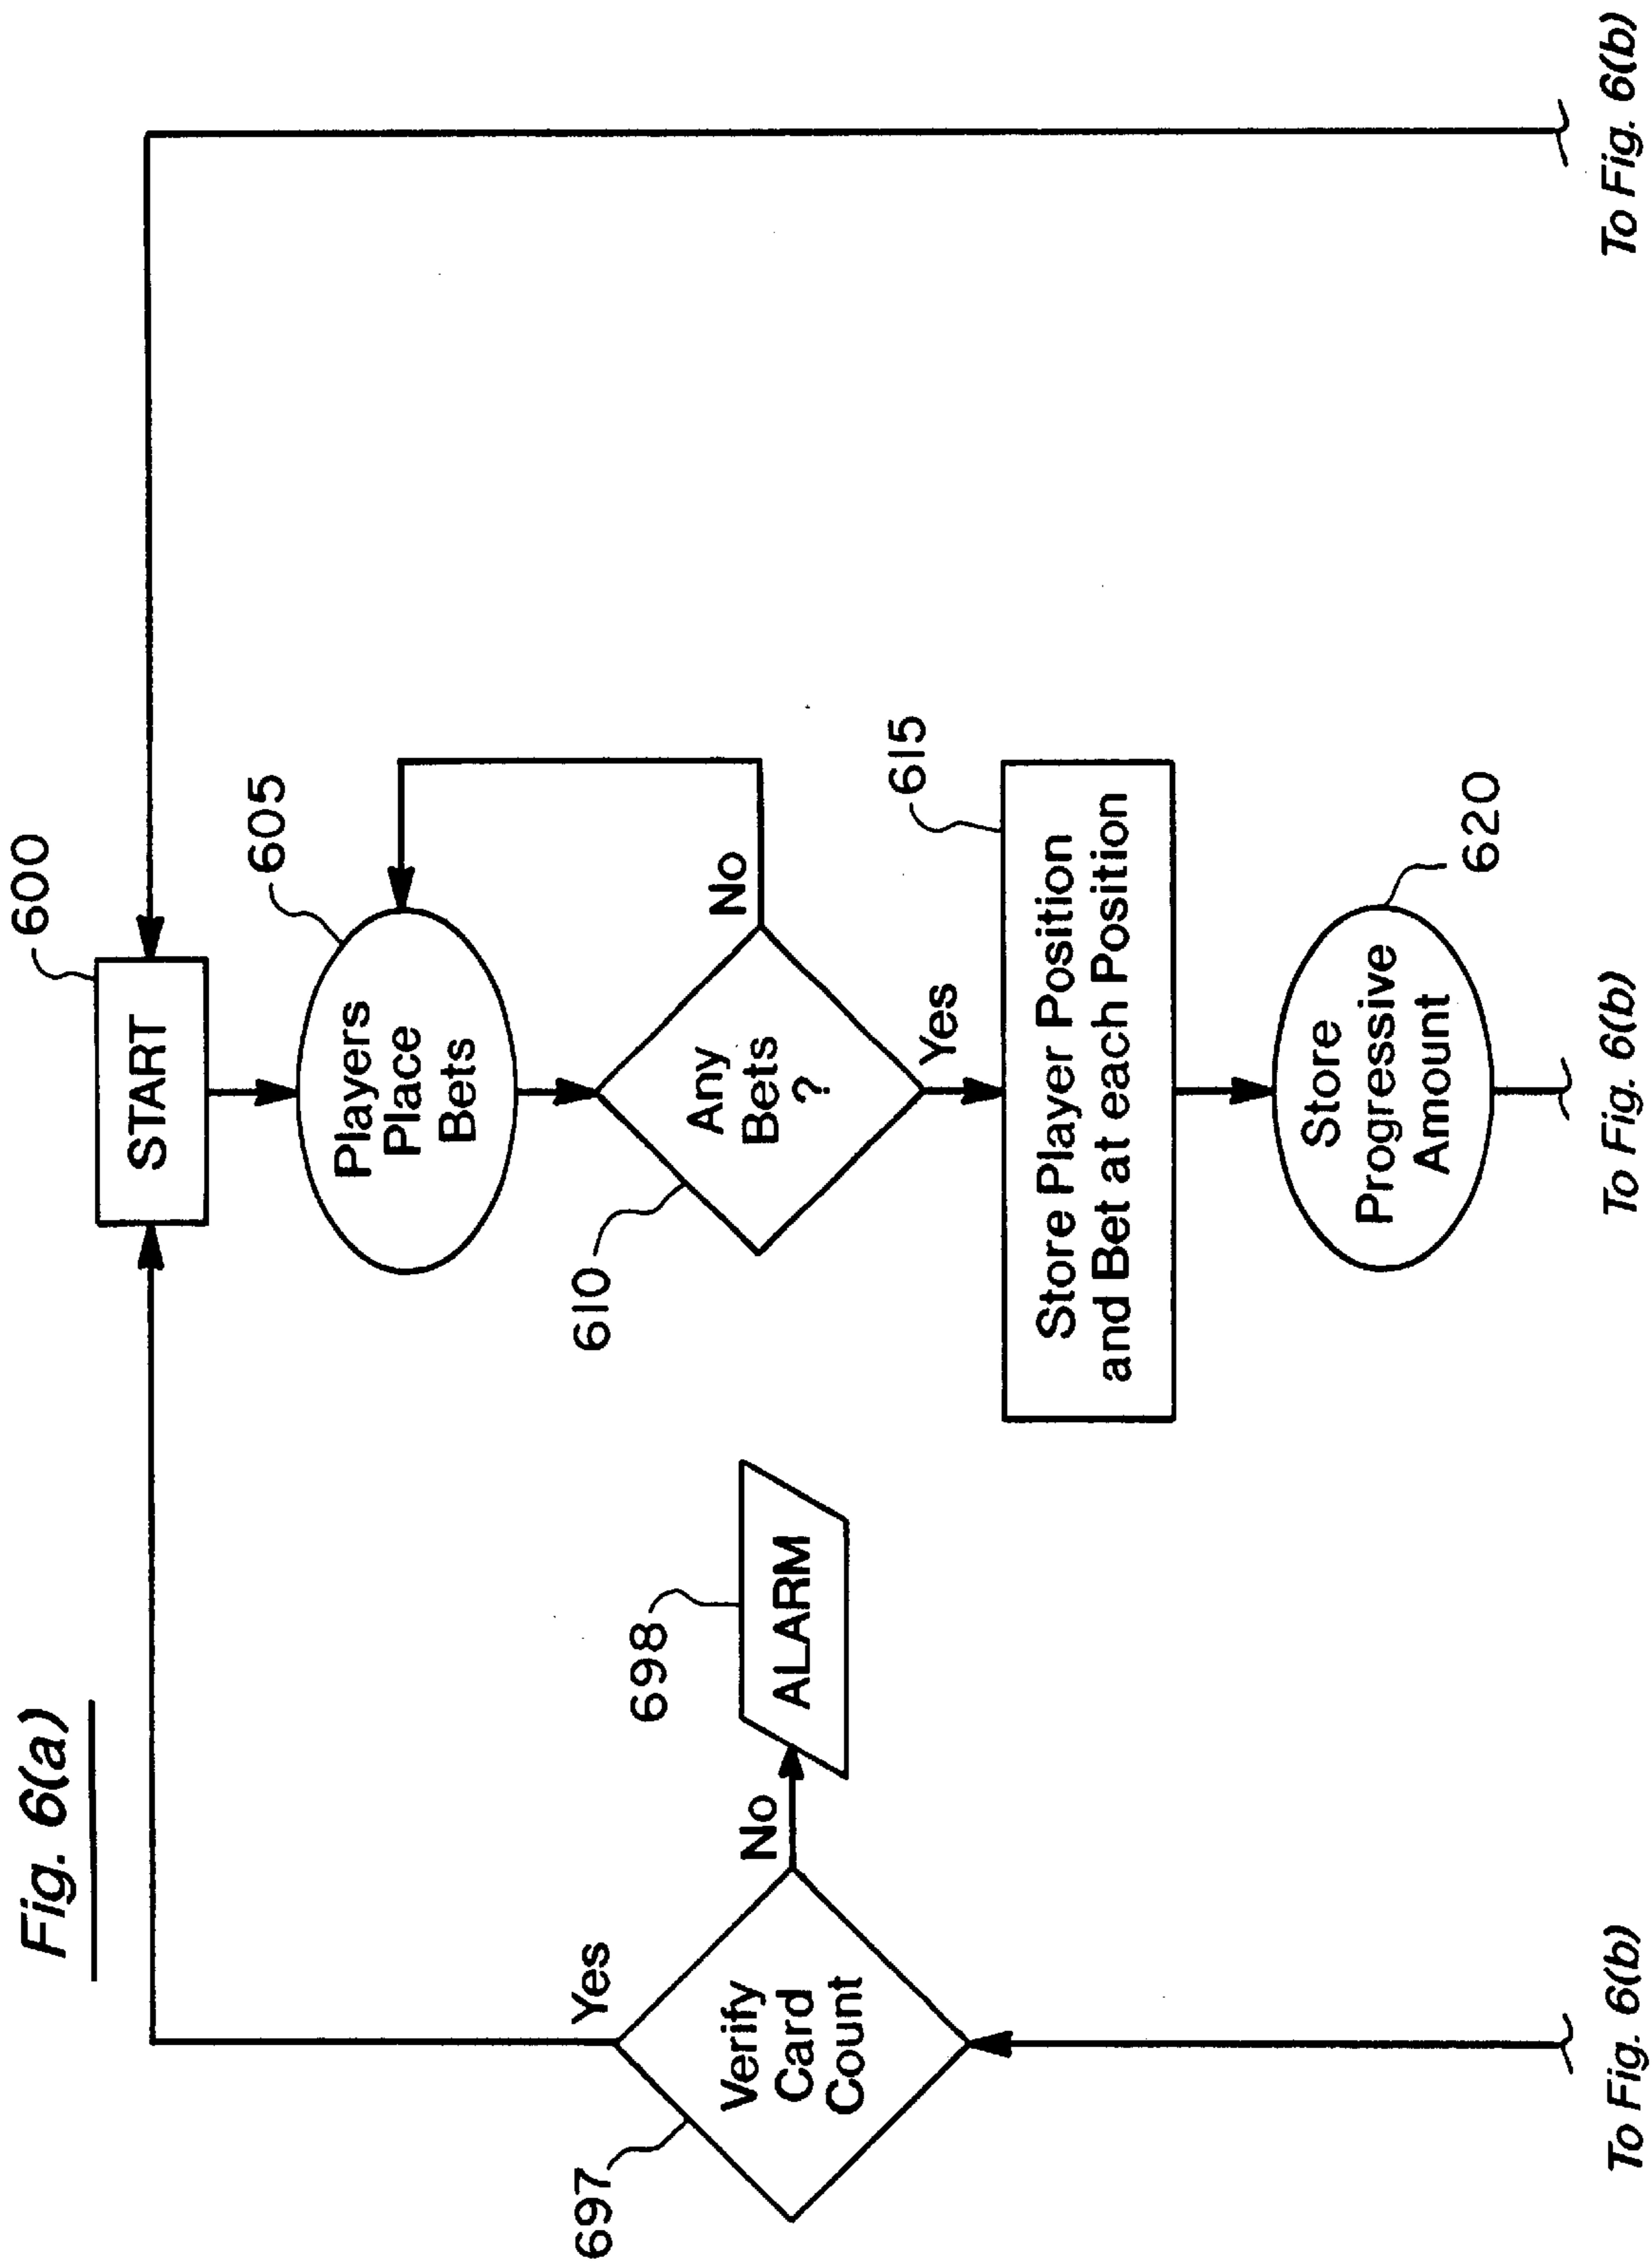 Fig. 6(a)
600
START
605
Players
Place
Bets
610
Any
Bets
?
No
Yes
615
Store Player Position
and Bet at each Position
620
Store
Progressive
Amount
697
Verify
Card
Count
Yes
No
698
ALARM
To Fig. 6(b)
To Fig. 6(b)
To Fig. 6(b)